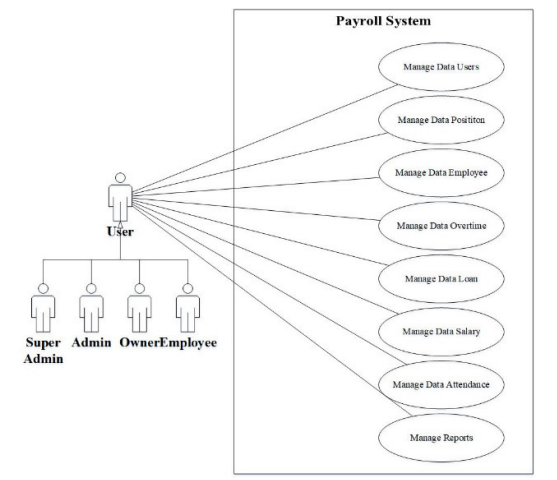 Payroll System
Manage Data Users
Manage Data Posititon
Manage Data Employee
Manage Data Overtime
Manage Data Loan
Manage Data Salary
Manage Data Attendance
Manage Reports
User
Super
Admin
Admin
Owner
Employee